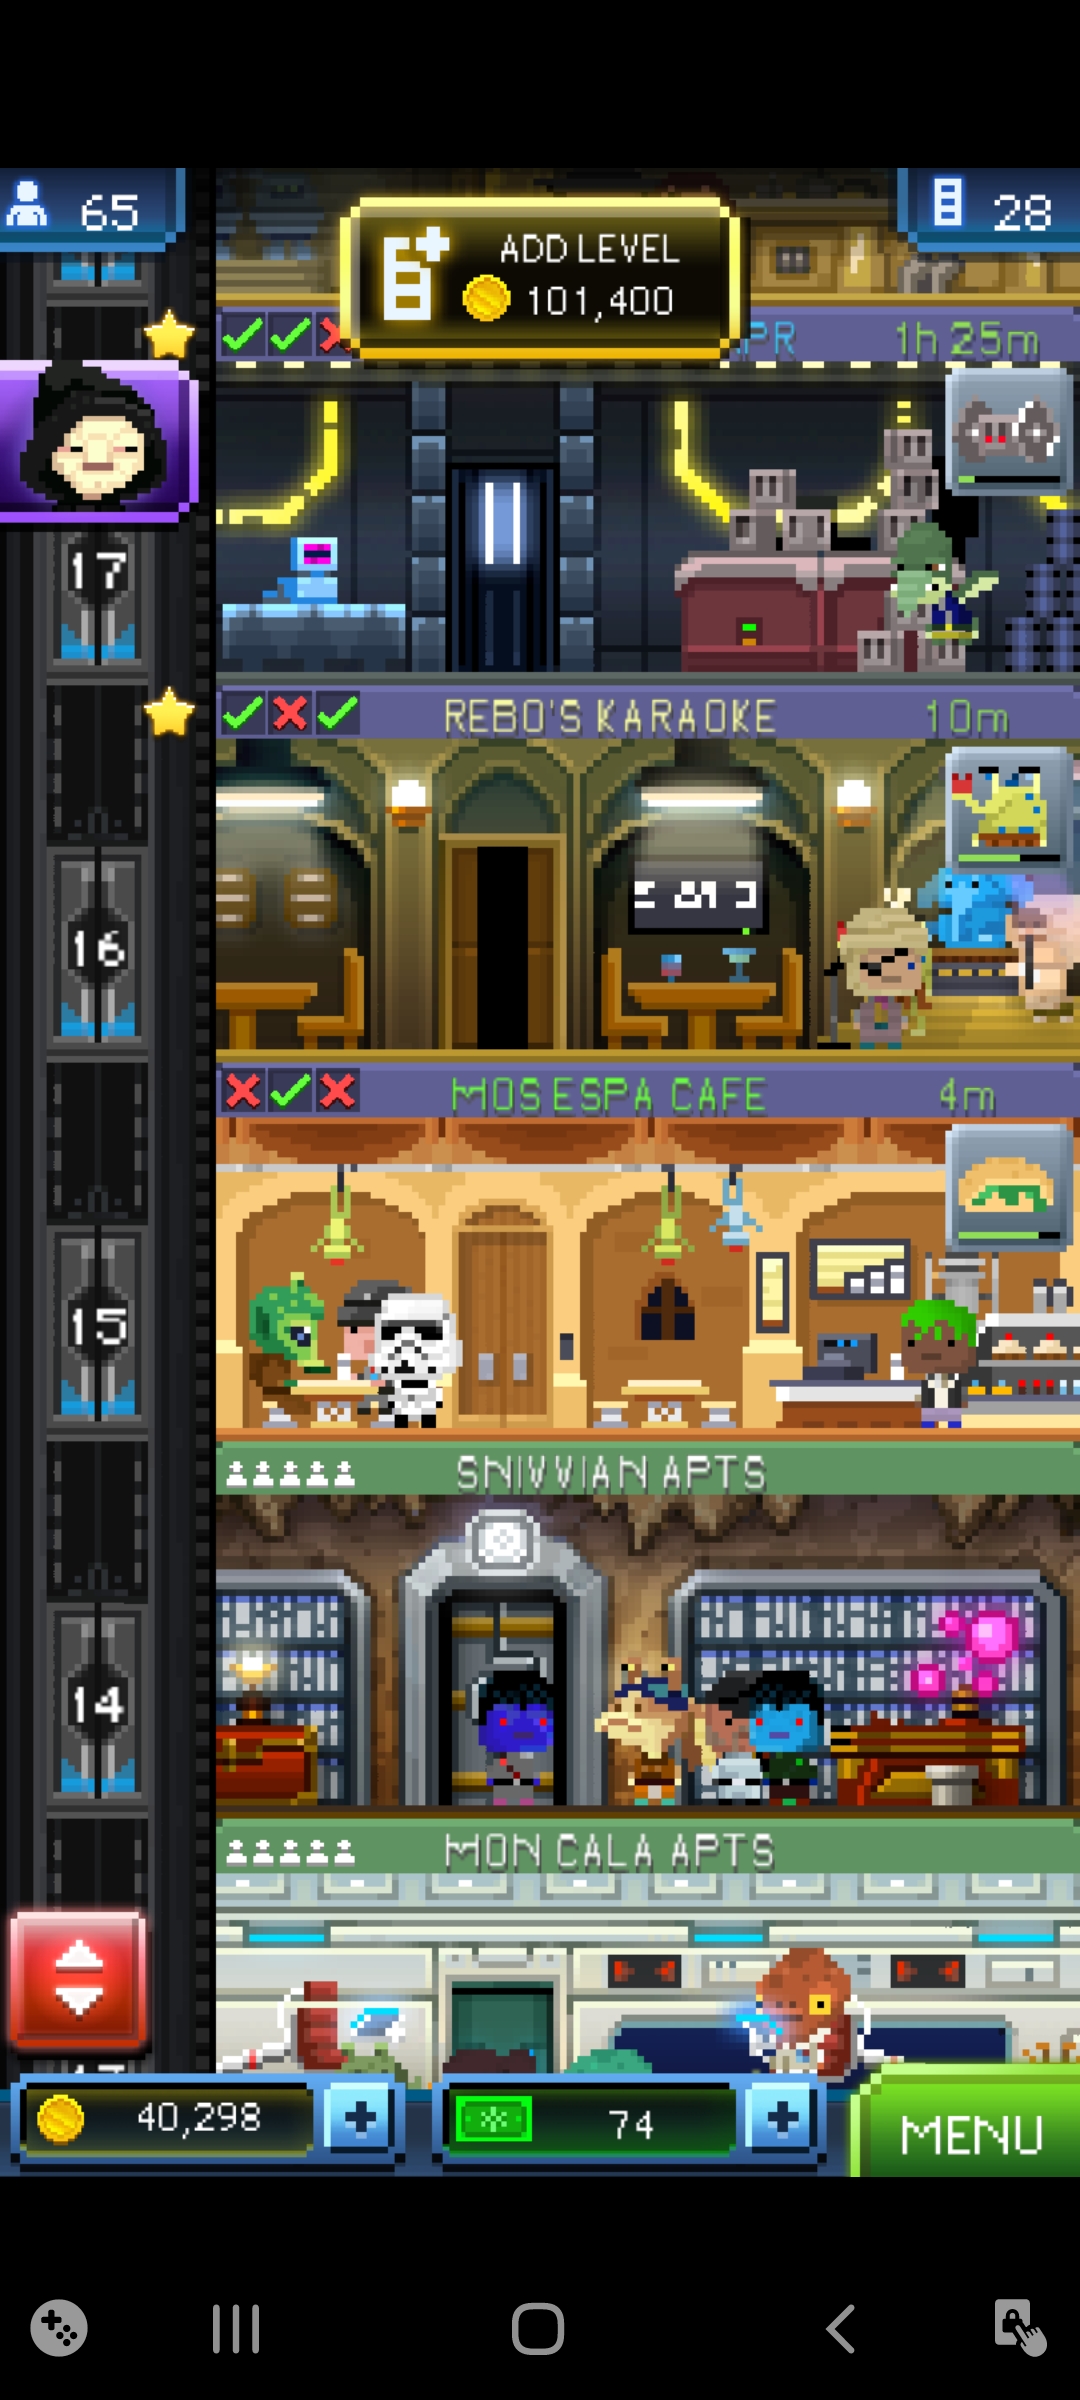 65
28
ADD LEVEL
101,400
PR
1h 25m
17
REBO'S KARAOKE
10m
16
MOS ESPA CAFE
4m
15
SNIVVIAN APTS
14
MON CALA APTS
40,298
74
MENU